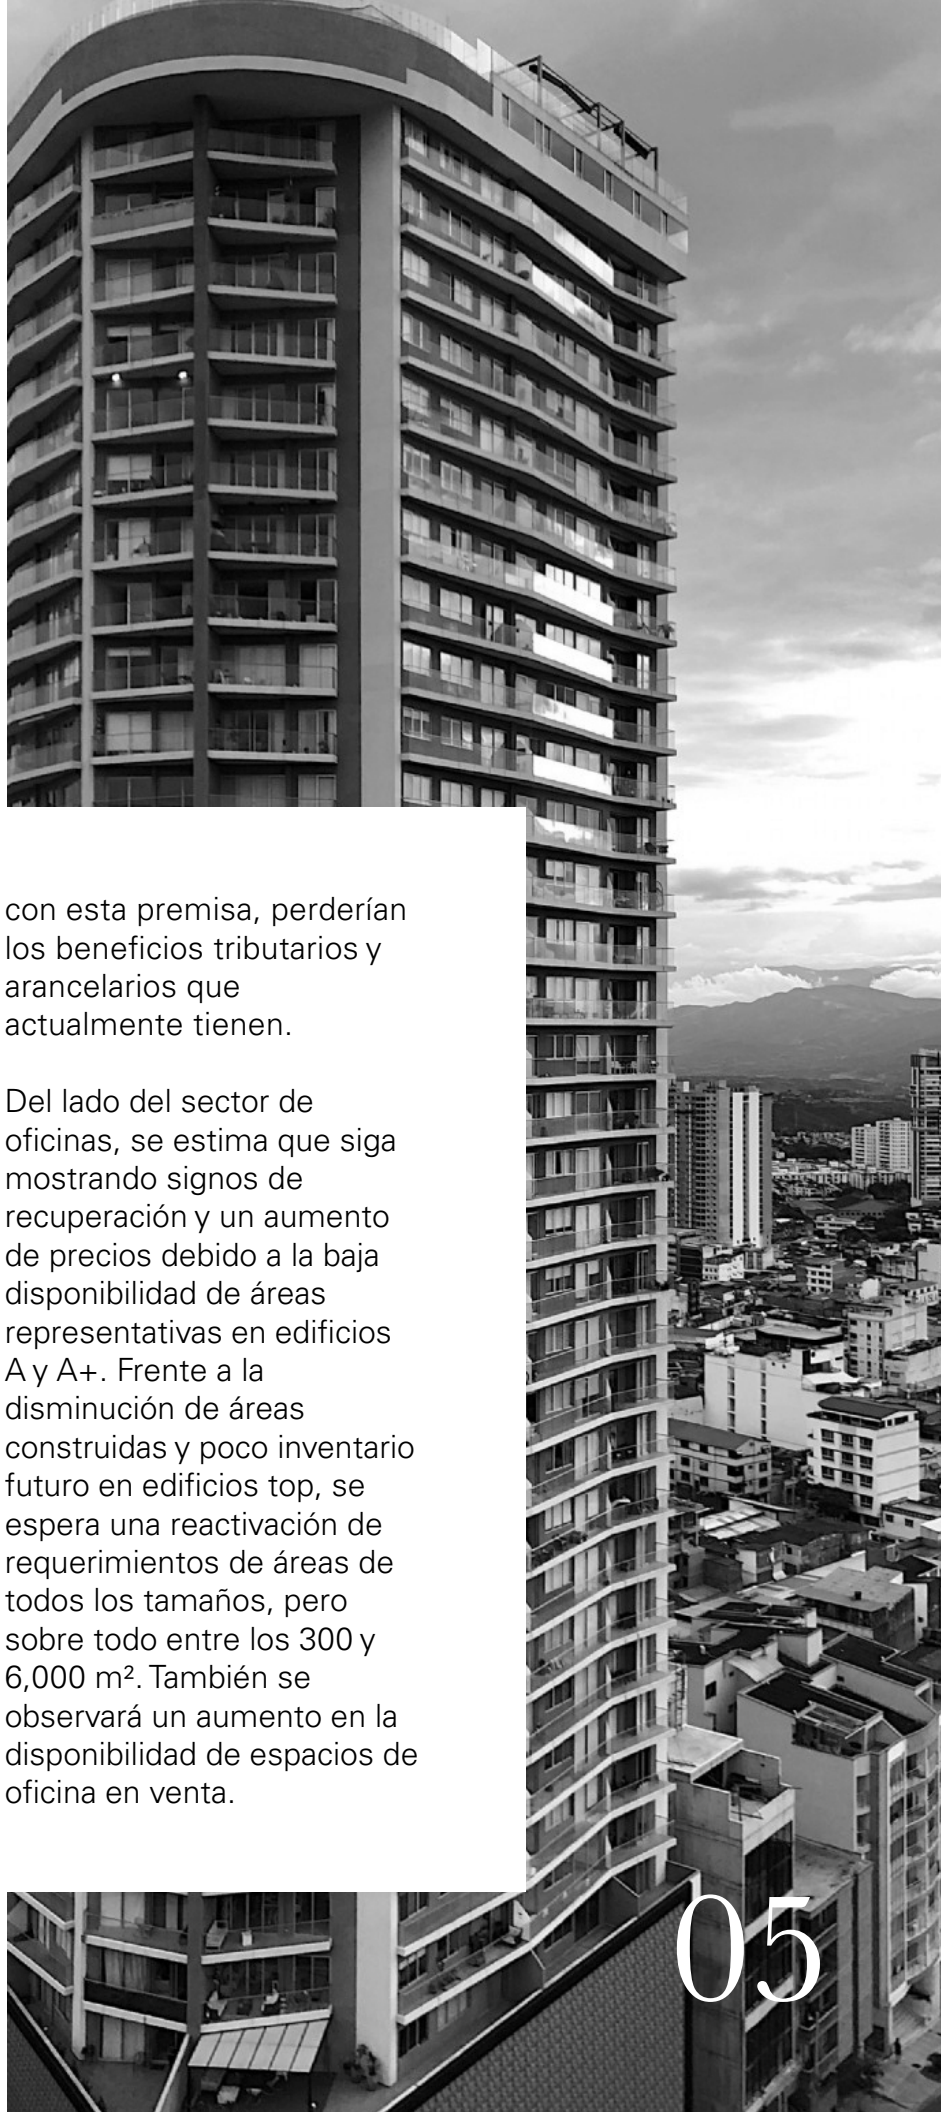 con esta premisa, perderían
los beneficios tributarios y
arancelarios que
actualmente tienen.
Del lado del sector de
oficinas, se estima que siga
mostrando signos de
recuperación y un aumento
de precios debido a la baja
disponibilidad de áreas
representativas en edificios
A y A+. Frente a la
disminución de áreas
construidas y poco inventario
futuro en edificios top, se
espera una reactivación de
requerimientos de áreas de
todos los tamaños, pero
sobre todo entre los 300 y
6,000 m². También se
observará un aumento en la
disponibilidad de espacios de
oficina en venta.
05